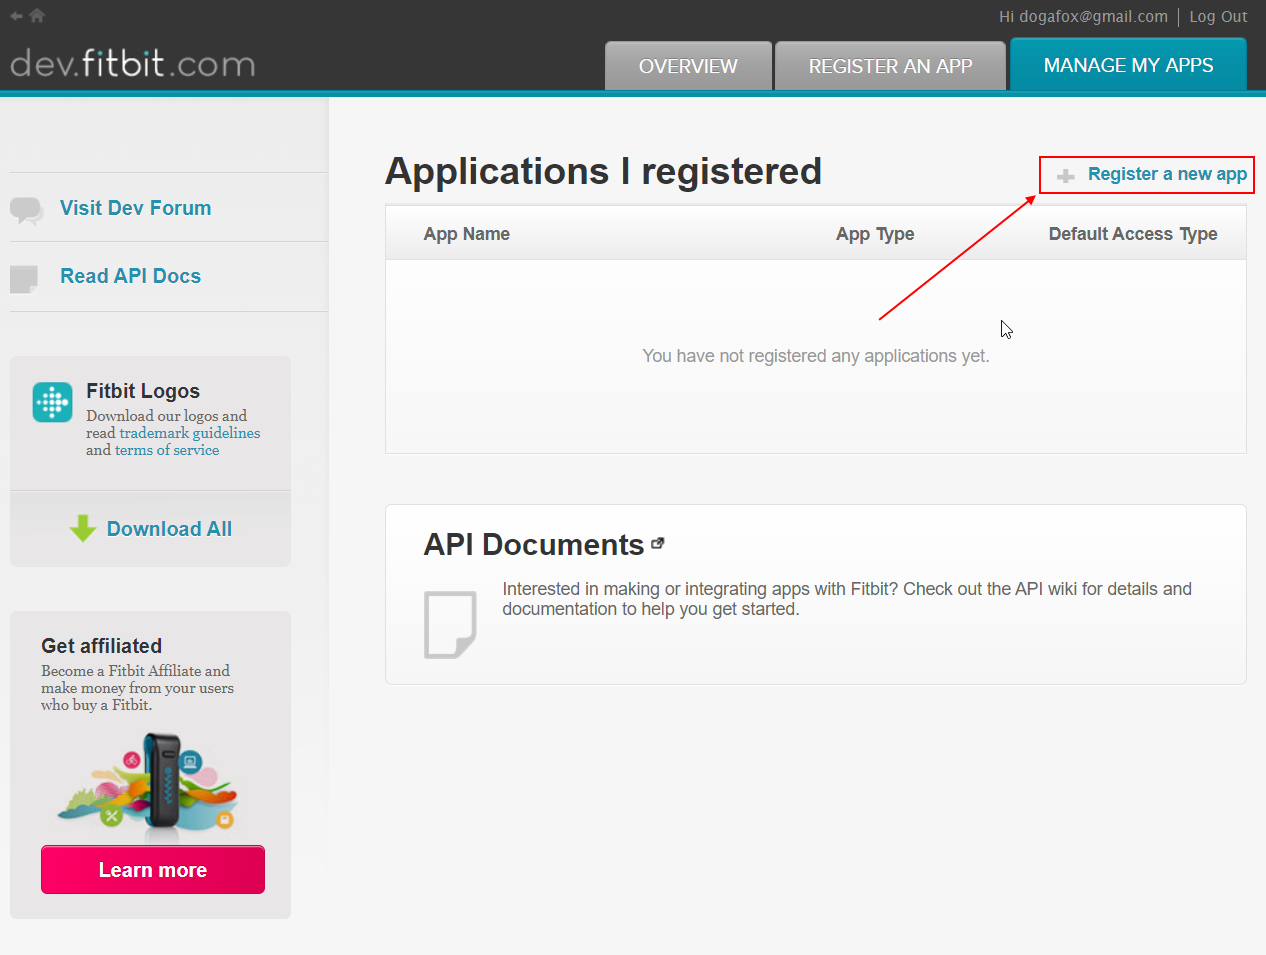 Hi dogafox@gmail.com | Log Out
dev.fitbit.com
OVERVIEW
REGISTER AN APP
MANAGE MY APPS
Visit Dev Forum
Read API Docs
Fitbit Logos
Download our logos and
read trademark guidelines
and terms of service
Download All
Get affiliated
Become a Fitbit Affiliate and
make money from your users
who buy a Fitbit.
Learn more
Applications I registered
Register a new app
App Name
App Type
Default Access Type
You have not registered any applications yet.
API Documents
Interested in making or integrating apps with Fitbit? Check out the API wiki for details and
documentation to help you get started.